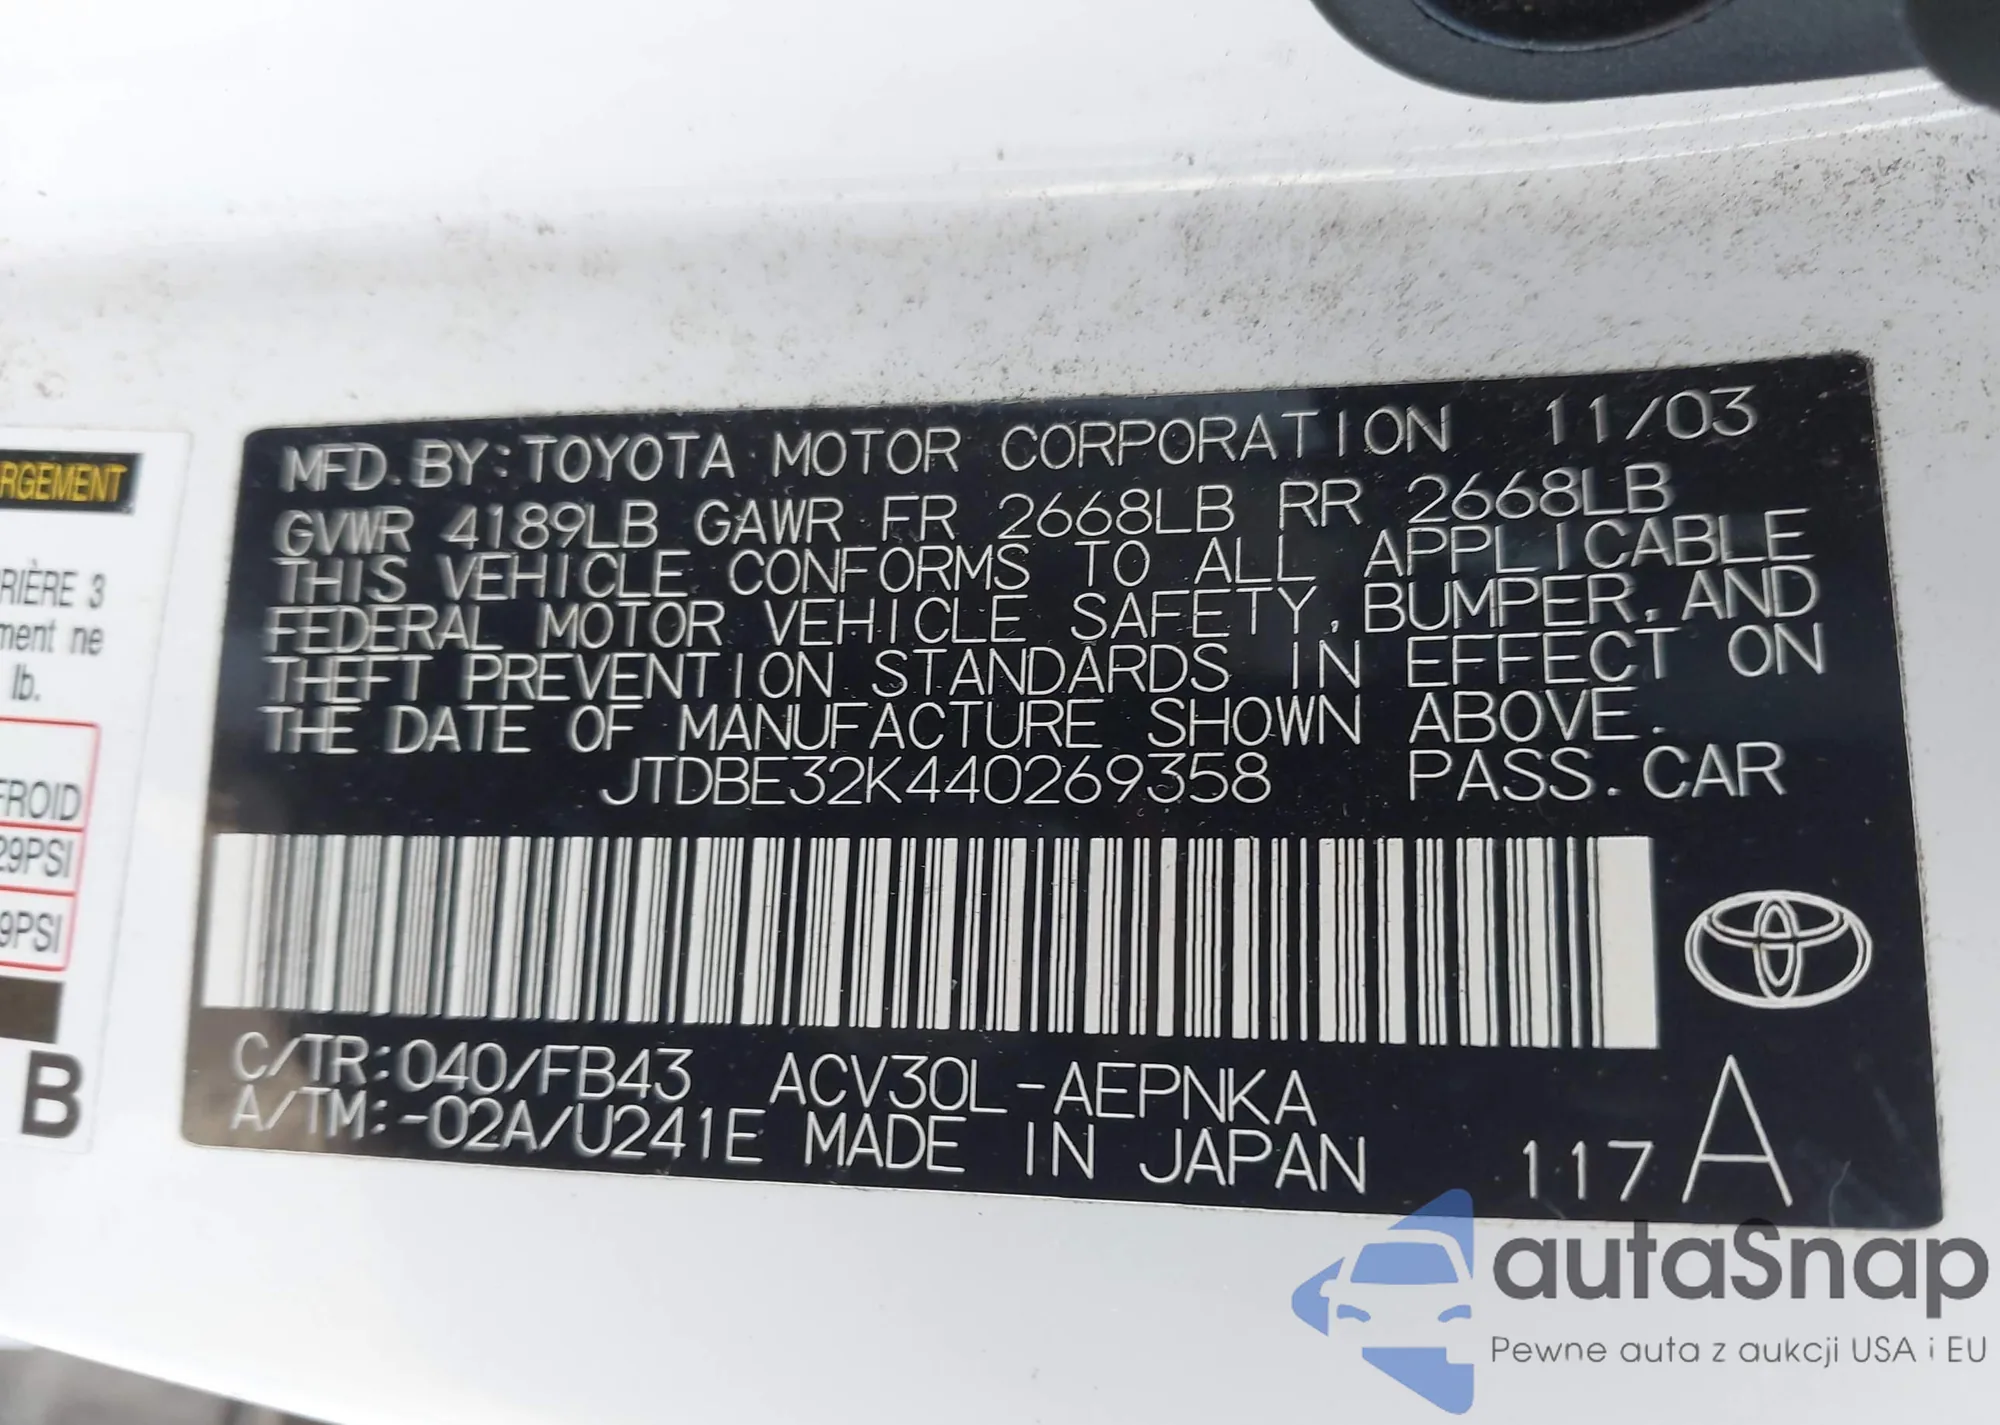 MFD. BY: TOYOTA MOTOR CORPORATION 11/03
GVWR 4189LB GAWR FR 2668LB RR 2668LB
THIS VEHICLE CONFORMS TO ALL APPLICABLE
FEDERAL MOTOR VEHICLE SAFETY, BUMPER, AND
THEFT PREVENTION STANDARDS IN EFFECT ON
THE DATE OF MANUFACTURE SHOWN ABOVE.
JTDBE32K440269358 PASS. CAR
C/TR: 040/FB43 ACV30L-AEPNKA
A/TM: -02A/U241E MADE IN JAPAN 117 A
RGEMENT
RIÈRE 3
ment ne
lb.
FROID
29PSI
9PSI
B
autaSnap
Pewne auta z aukcji USA i EU